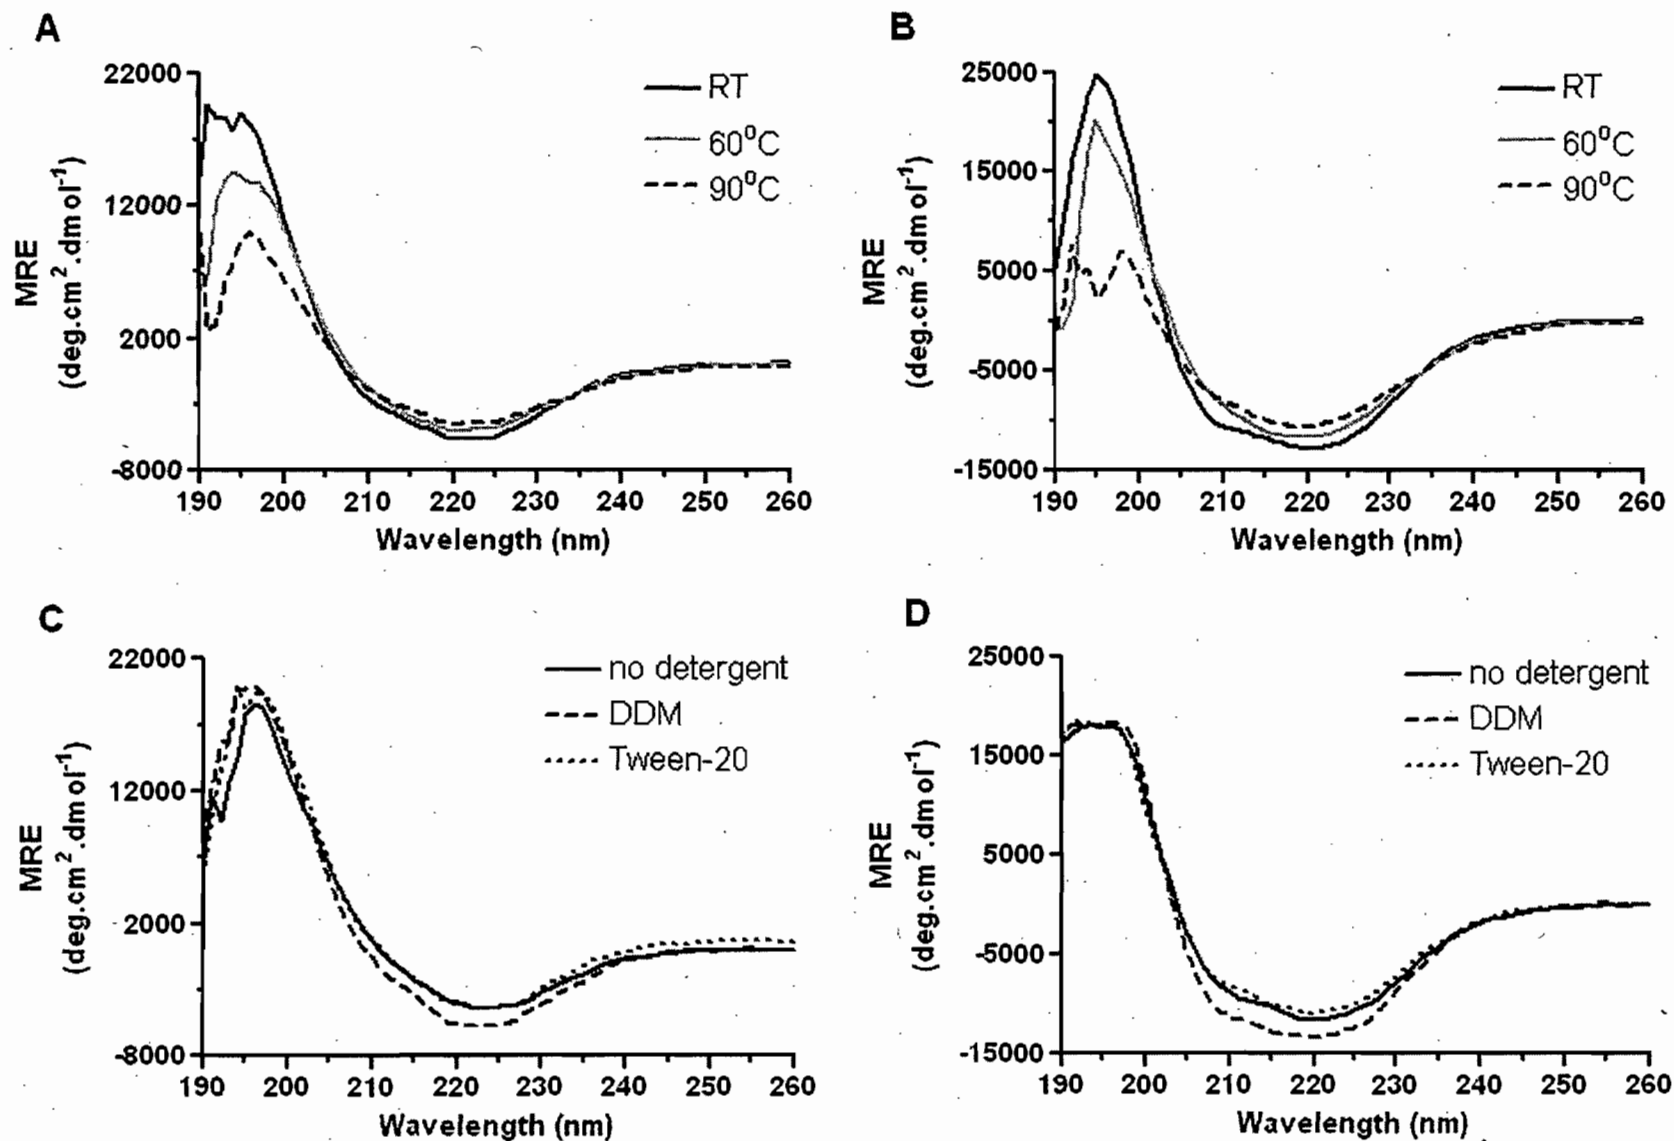 A
22000
12000
2000
-8000
MRE
(deg.cm².dmol⁻¹)
RT
60⁰C
90⁰C
190 200 210 220 230 240 250 260
Wavelength (nm)
B
25000
15000
5000
-5000
-15000
MRE
(deg.cm².dmol⁻¹)
RT
60⁰C
90⁰C
190 200 210 220 230 240 250 260
Wavelength (nm)
C
22000
12000
2000
-8000
MRE
(deg.cm².dmol⁻¹)
no detergent
DDM
Tween-20
190 200 210 220 230 240 250 260
Wavelength (nm)
D
25000
15000
5000
-5000
-15000
MRE
(deg.cm².dmol⁻¹)
no detergent
DDM
Tween-20
190 200 210 220 230 240 250 260
Wavelength (nm)